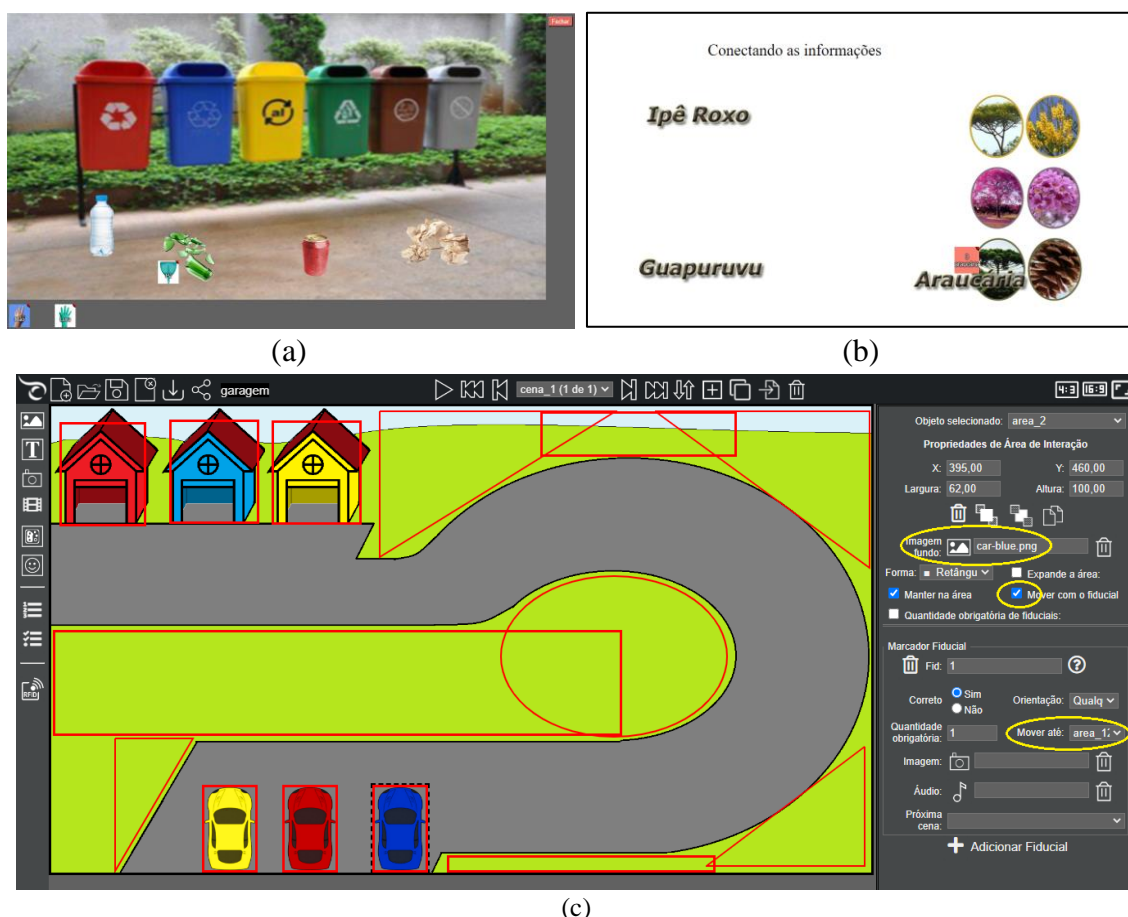 Fechar
al
(a)
Conectando as informações
Ipê Roxo
Guapuruvu
Araucária
(b)
garagem
cena_1 (1 de 1)
4:3
16:9
T
Objeto selecionado: area_2
Propriedades de Área de Interação
X: 395,00 Y: 460,00
Largura: 62,00 Altura: 100,00
Imagem fundo: car-blue.png
Forma: Retângu Expande a área:
Manter na área Mover com o fiducial
Quantidade obrigatória de fiduciais:
Marcador Fiducial
Fid: 1 ?
Correto Sim Orientação: Qualq
Não
Quantidade
obrigatória: 1 Mover até: area_12
Imagem:
Áudio:
Próxima
cena:
Adicionar Fiducial
RFID
(c)